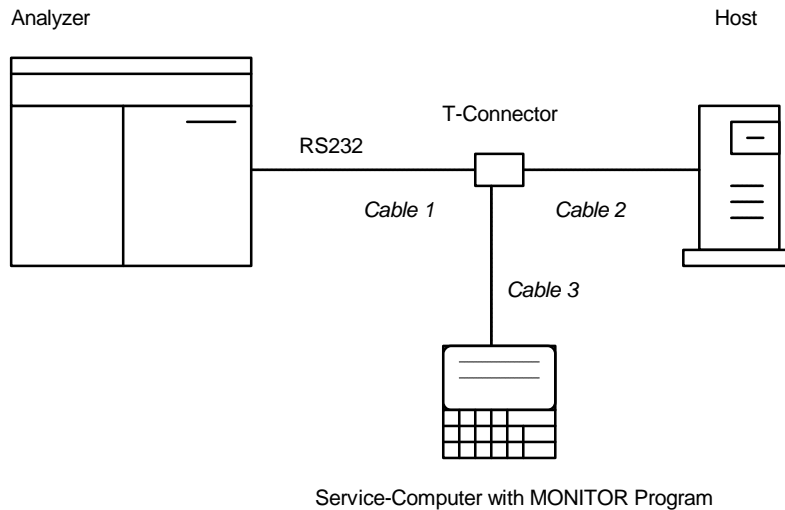 Analyzer
Host
T-Connector
RS232
Cable 1
Cable 2
Cable 3
Service-Computer with MONITOR Program